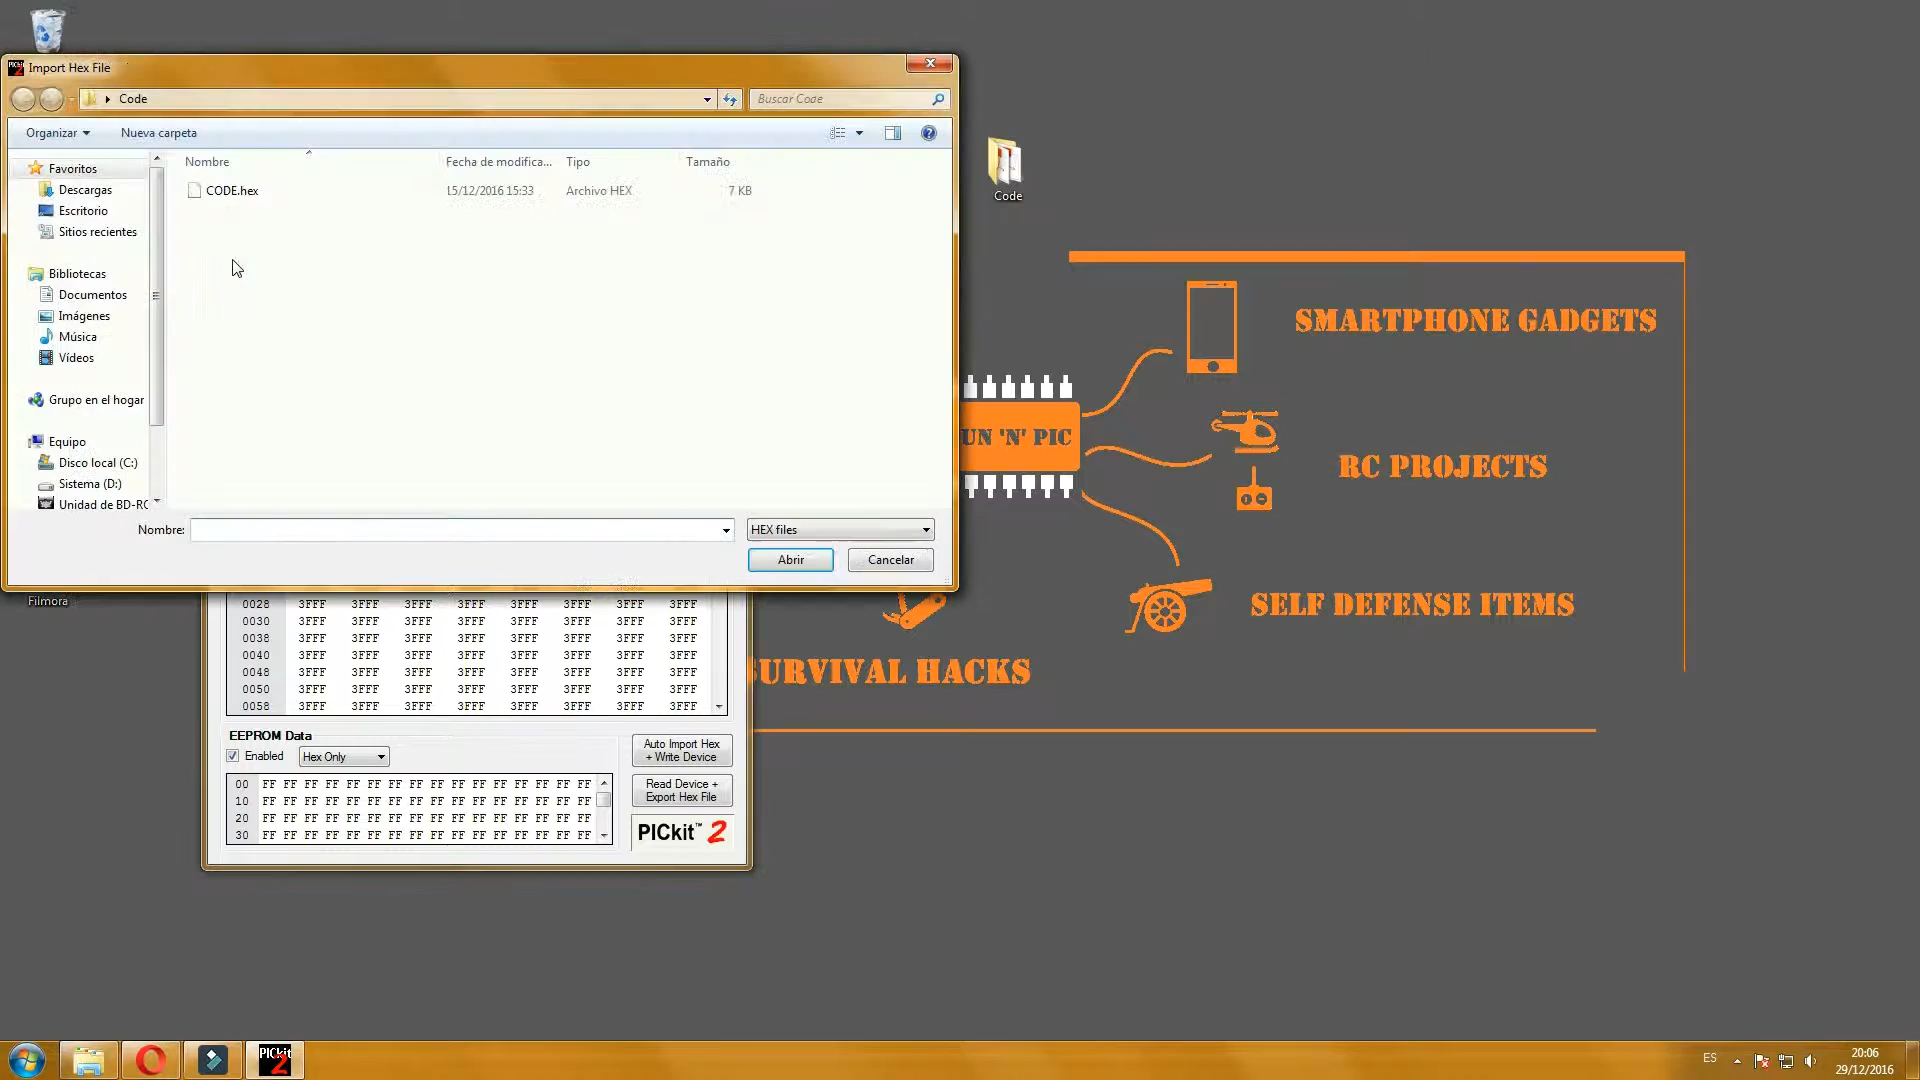 Import Hex File
Code
Buscar Code
Organizar
Nueva carpeta
Nombre
Fecha de modifica...
Tipo
Tamaño
CODE.hex
15/12/2016 15:33
Archivo HEX
7 KB
Favoritos
Descargas
Escritorio
Sitios recientes
Bibliotecas
Documentos
Imágenes
Música
Vídeos
Grupo en el hogar
Equipo
Disco local (C:)
Sistema (D:)
Unidad de BD-RO
Nombre:
HEX files
Abrir
Cancelar
Filmora
0028 3FFF 3FFF 3FFF 3FFF 3FFF 3FFF 3FFF 3FFF
0030 3FFF 3FFF 3FFF 3FFF 3FFF 3FFF 3FFF 3FFF
0038 3FFF 3FFF 3FFF 3FFF 3FFF 3FFF 3FFF 3FFF
0040 3FFF 3FFF 3FFF 3FFF 3FFF 3FFF 3FFF 3FFF
0048 3FFF 3FFF 3FFF 3FFF 3FFF 3FFF 3FFF 3FFF
0050 3FFF 3FFF 3FFF 3FFF 3FFF 3FFF 3FFF 3FFF
0058 3FFF 3FFF 3FFF 3FFF 3FFF 3FFF 3FFF 3FFF
EEPROM Data
Enabled
Hex Only
00 FF FF FF FF FF FF FF FF FF FF FF FF FF FF FF FF
10 FF FF FF FF FF FF FF FF FF FF FF FF FF FF FF FF
20 FF FF FF FF FF FF FF FF FF FF FF FF FF FF FF FF
30 FF FF FF FF FF FF FF FF FF FF FF FF FF FF FF FF
Auto Import Hex
+ Write Device
Read Device +
Export Hex File
PICkit™ 2
Code
UN 'N' PIC
SMARTPHONE GADGETS
RC PROJECTS
SELF DEFENSE ITEMS
SURVIVAL HACKS
PICkit
2
ES
20:06
29/12/2016